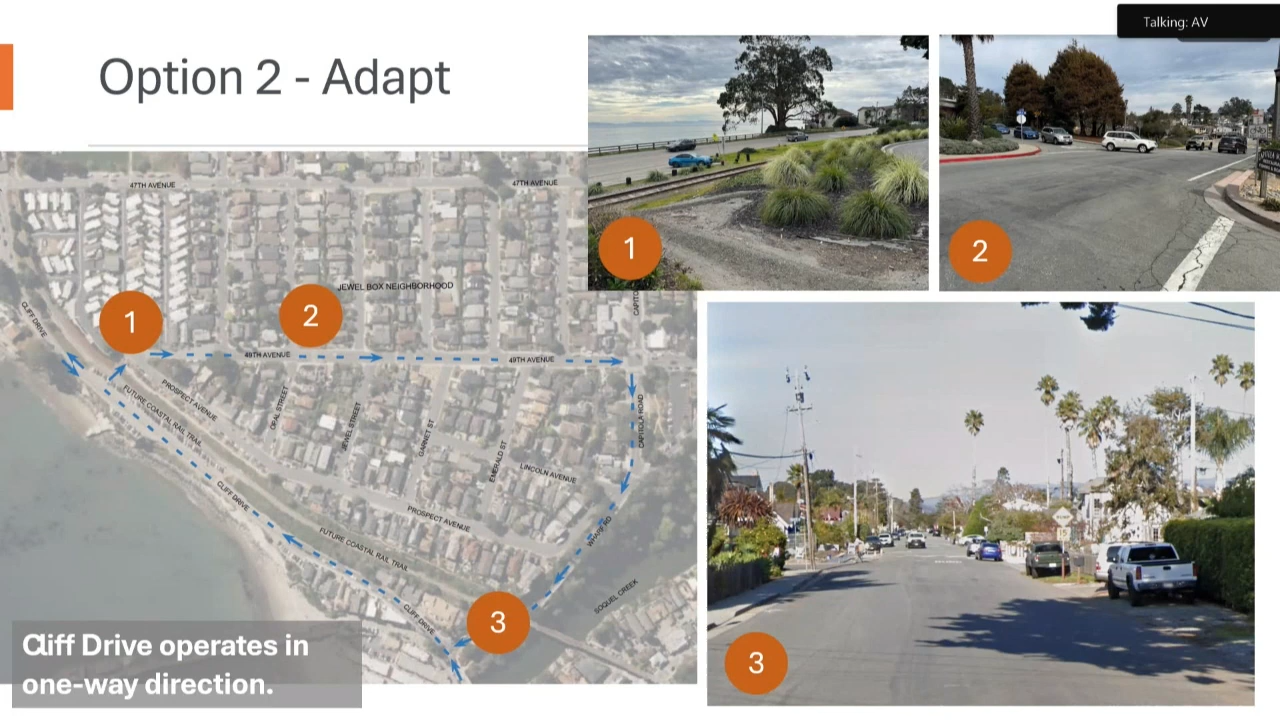 Talking: AV
Option 2 - Adapt
1
2
47TH AVENUE
47TH AVENUE
JEWEL BOX NEIGHBORHOOD
CLIFF DRIVE
1
2
49TH AVENUE
49TH AVENUE
PROSPECT AVENUE
FUTURE COASTAL RAIL TRAIL
OPAL STREET
JEWEL STREET
GARNET ST
EMERALD ST
CAPITOLA ROAD
LINCOLN AVENUE
CLIFF DRIVE
PROSPECT AVENUE
WHARF RD
FUTURE COASTAL RAIL TRAIL
SOQUEL CREEK
CLIFF DRIVE
3
3
Cliff Drive operates in
one-way direction.